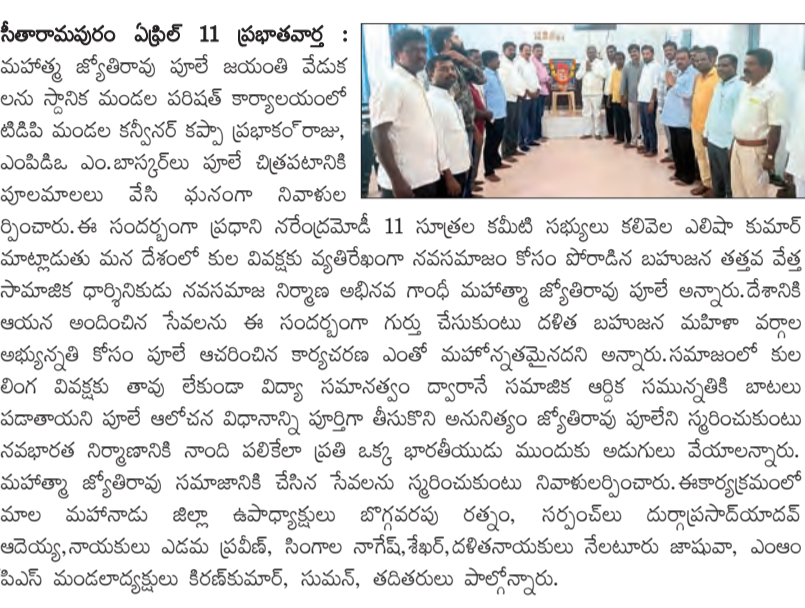 సీతారామపురం ఏప్రిల్ 11 ప్రభాతవార్త :
మహాత్మ జ్యోతిరావు పూలే జయంతి వేడుక
లను స్థానిక మండల పరిషత్ కార్యాలయంలో
టిడిపి మండల కన్వీనర్ కప్పా ప్రభాకర్ రాజు,
ఎంపిడిఒ ఎం.బాస్కర్‌లు పూలే చిత్రపటానికి
పూలమాలలు వేసి ఘనంగా నివాళుల
ర్పించారు.ఈ సందర్భంగా ప్రధాని నరేంద్రమోడీ 11 సూత్రల కమీటి సభ్యులు కలివెల ఎలిషా కుమార్
మాట్లాడుతు మన దేశంలో కుల వివక్షకు వ్యతిరేఖంగా నవసమాజం కోసం పోరాడిన బహుజన తత్తవ వేత్త
సామాజిక ధార్శినికుడు నవసమాజ నిర్మాణ అభినవ గాంధీ మహాత్మా జ్యోతిరావు పూలే అన్నారు.దేశానికి
ఆయన అందించిన సేవలను ఈ సందర్భంగా గుర్తు చేసుకుంటు దళిత బహుజన మహిళా వర్గాల
అభ్యున్నతి కోసం పూలే ఆచరించిన కార్యచరణ ఎంతో మహోన్నతమైనదని అన్నారు.సమాజంలో కుల
లింగ వివక్షకు తావు లేకుండా విద్యా సమానత్వం ద్వారానే సమాజిక ఆర్దిక సమున్నతికి బాటలు
పడాతాయని పూలే ఆలోచన విధానాన్ని పూర్తిగా తీసుకొని అనునిత్యం జ్యోతిరావు పూలేని స్మరించుకుంటు
నవభారత నిర్మాణానికి నాంది పలికేలా ప్రతి ఒక్క భారతీయుడు ముందుకు అడుగులు వేయాలన్నారు.
మహాత్మా జ్యోతిరావు సమాజానికి చేసిన సేవలను స్మరించుకుంటు నివాళులర్పించారు.ఈకార్యక్రమంలో
మాల మహానాడు జిల్లా ఉపాధ్యాక్షులు బొగ్గవరపు రత్నం, సర్పంచ్‌లు దుర్గాప్రసాద్‌యాదవ్
ఆదెయ్య,నాయకులు ఎడమ ప్రవీణ్, సింగాల నాగేష్,శేఖర్,దళితనాయకులు నేలటూరు జాషువా, ఎంఆం
పిఎస్ మండలాద్యక్షులు కిరణ్‌కుమార్, సుమన్, తదితరులు పాల్గోన్నారు.